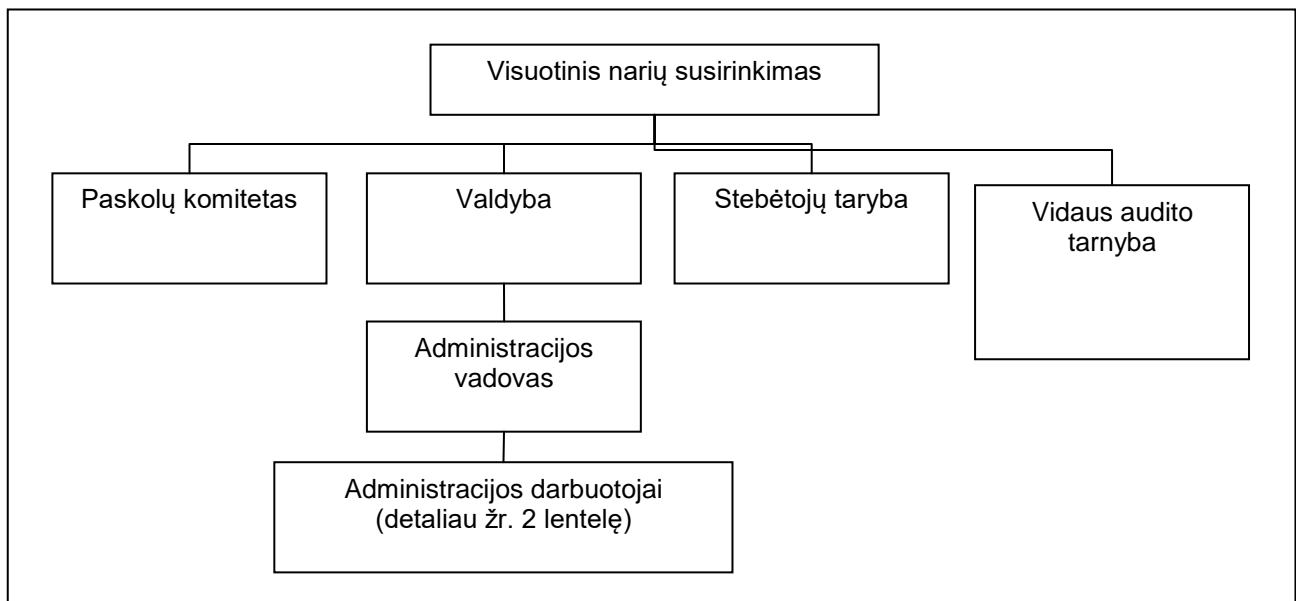 Visuotinis narių susirinkimas
Paskolų komitetas
Valdyba
Stebėtojų taryba
Vidaus audito
tarnyba
Administracijos
vadovas
Administracijos darbuotojai
(detaliau žr. 2 lentelę)